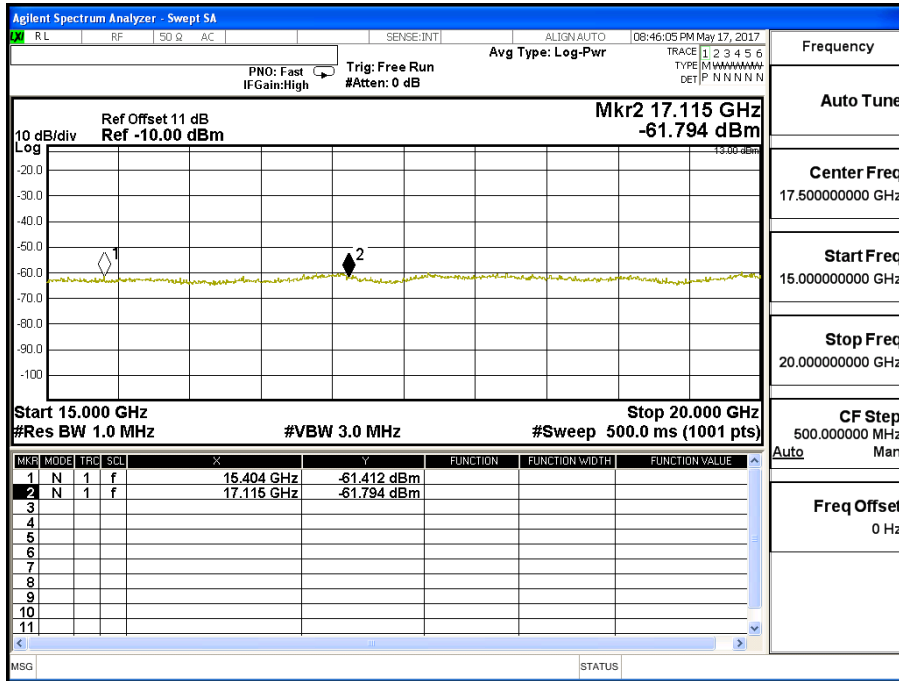 Agilent Spectrum Analyzer - Swept SA
LXI RL RF 50 Ω AC SENSE:INT ALIGN AUTO 08:46:05 PM May 17, 2017
PNO: Fast
IFGain:High
Trig: Free Run
#Atten: 0 dB
Avg Type: Log-Pwr
TRACE 1 2 3 4 5 6
TYPE M WWWWW
DET P N N N N N
Ref Offset 11 dB
Ref -10.00 dBm
Mkr2 17.115 GHz
-61.794 dBm
10 dB/div
Log
-20.0
-30.0
-40.0
-50.0
-60.0
-70.0
-80.0
-90.0
-100
1
2
Start 15.000 GHz
Stop 20.000 GHz
#Res BW 1.0 MHz
#VBW 3.0 MHz
#Sweep 500.0 ms (1001 pts)
MKR MODE TRC SCL X Y FUNCTION FUNCTION WIDTH FUNCTION VALUE
1 N 1 f 15.404 GHz -61.412 dBm
2 N 1 f 17.115 GHz -61.794 dBm
3
4
5
6
7
8
9
10
11
MSG
STATUS
Frequency
Auto Tune
Center Freq
17.500000000 GHz
Start Freq
15.000000000 GHz
Stop Freq
20.000000000 GHz
CF Step
500.000000 MHz
Auto Man
Freq Offset
0 Hz